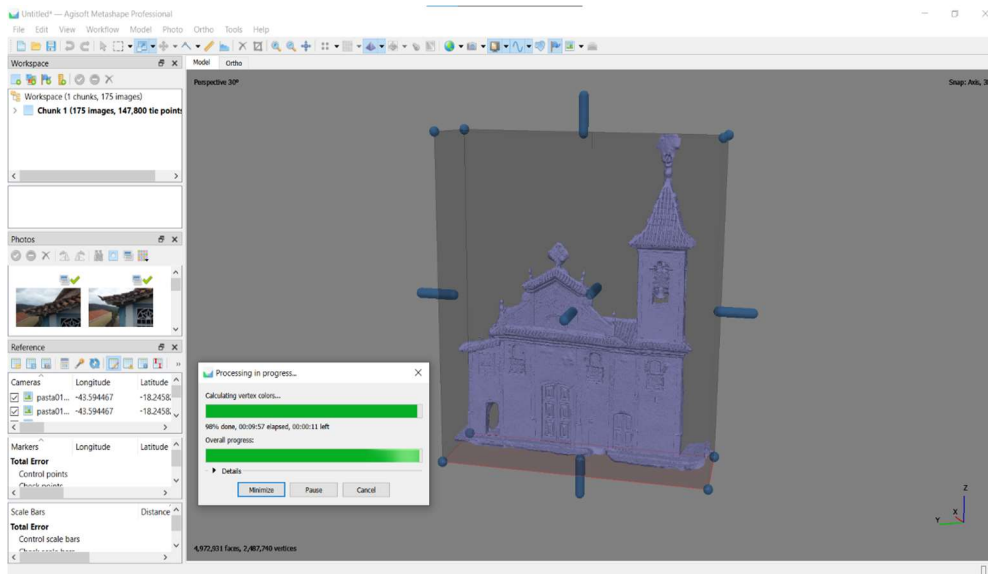 Untitled* — Agisoft Metashape Professional
File Edit View Workflow Model Photo Ortho Tools Help
Workspace
Model Ortho
Perspective 30°
Snap: Axis, 3
Workspace (1 chunks, 175 images)
Chunk 1 (175 images, 147,800 tie points
Photos
Reference
Cameras Longitude Latitude
pasta01... -43.594467 -18.2458
pasta01... -43.594467 -18.2458
Markers Longitude Latitude
Total Error
Control points
Check points
Scale Bars Distance
Total Error
Control scale bars
Check scale bars
Processing in progress...
Calculating vertex colors...
98% done, 00:09:57 elapsed, 00:00:11 left
Overall progress:
Details
Minimize Pause Cancel
4,972,931 faces, 2,487,740 vertices
Z
X
Y